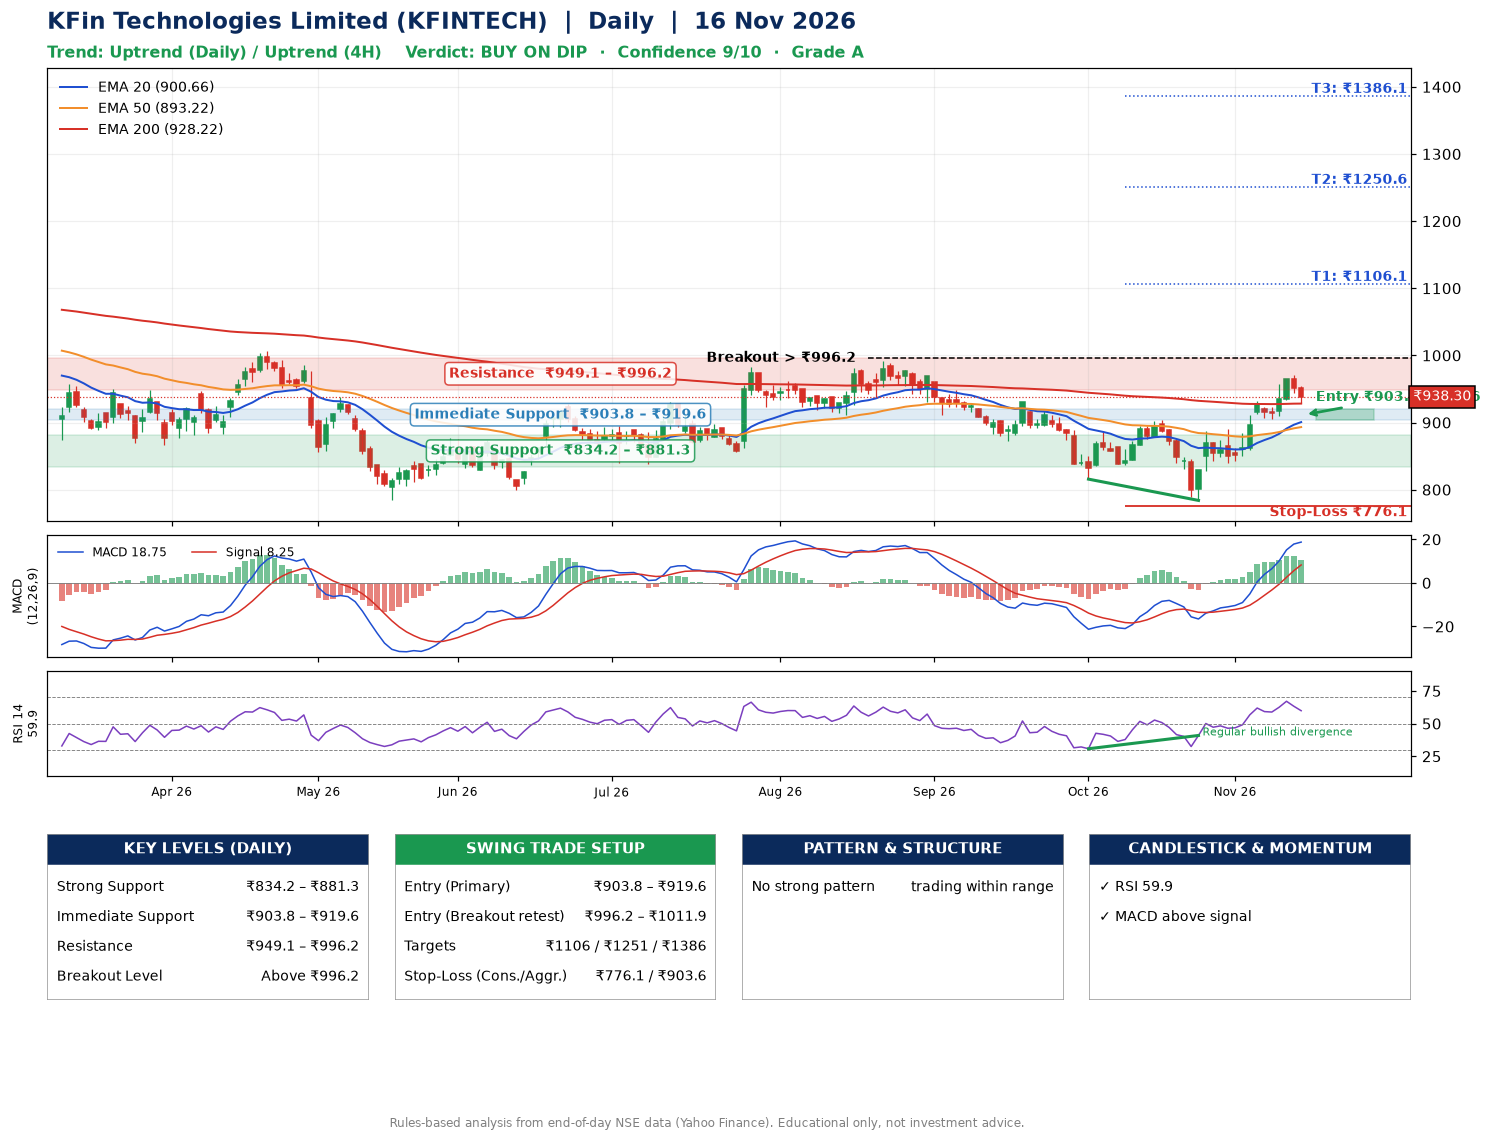 KFin Technologies Limited (KFINTECH) | Daily | 16 Nov 2026
Trend: Uptrend (Daily) / Uptrend (4H) Verdict: BUY ON DIP · Confidence 9/10 · Grade A
EMA 20 (900.66)
EMA 50 (893.22)
EMA 200 (928.22)
T3: ₹1386.1
T2: ₹1250.6
T1: ₹1106.1
Breakout > ₹996.2
Resistance ₹949.1 – ₹996.2
Immediate Support ₹903.8 – ₹919.6
Strong Support ₹834.2 – ₹881.3
Entry ₹903.
₹938.30
Stop-Loss ₹776.1
1400
1300
1200
1100
1000
900
800
MACD 18.75 Signal 8.25
MACD
(12,26,9)
20
0
−20
RSI 14
59.9
Regular bullish divergence
75
50
25
Apr 26 May 26 Jun 26 Jul 26 Aug 26 Sep 26 Oct 26 Nov 26
KEY LEVELS (DAILY)
Strong Support ₹834.2 – ₹881.3
Immediate Support ₹903.8 – ₹919.6
Resistance ₹949.1 – ₹996.2
Breakout Level Above ₹996.2
SWING TRADE SETUP
Entry (Primary) ₹903.8 – ₹919.6
Entry (Breakout retest) ₹996.2 – ₹1011.9
Targets ₹1106 / ₹1251 / ₹1386
Stop-Loss (Cons./Aggr.) ₹776.1 / ₹903.6
PATTERN & STRUCTURE
No strong pattern trading within range
CANDLESTICK & MOMENTUM
✓ RSI 59.9
✓ MACD above signal
Rules-based analysis from end-of-day NSE data (Yahoo Finance). Educational only, not investment advice.